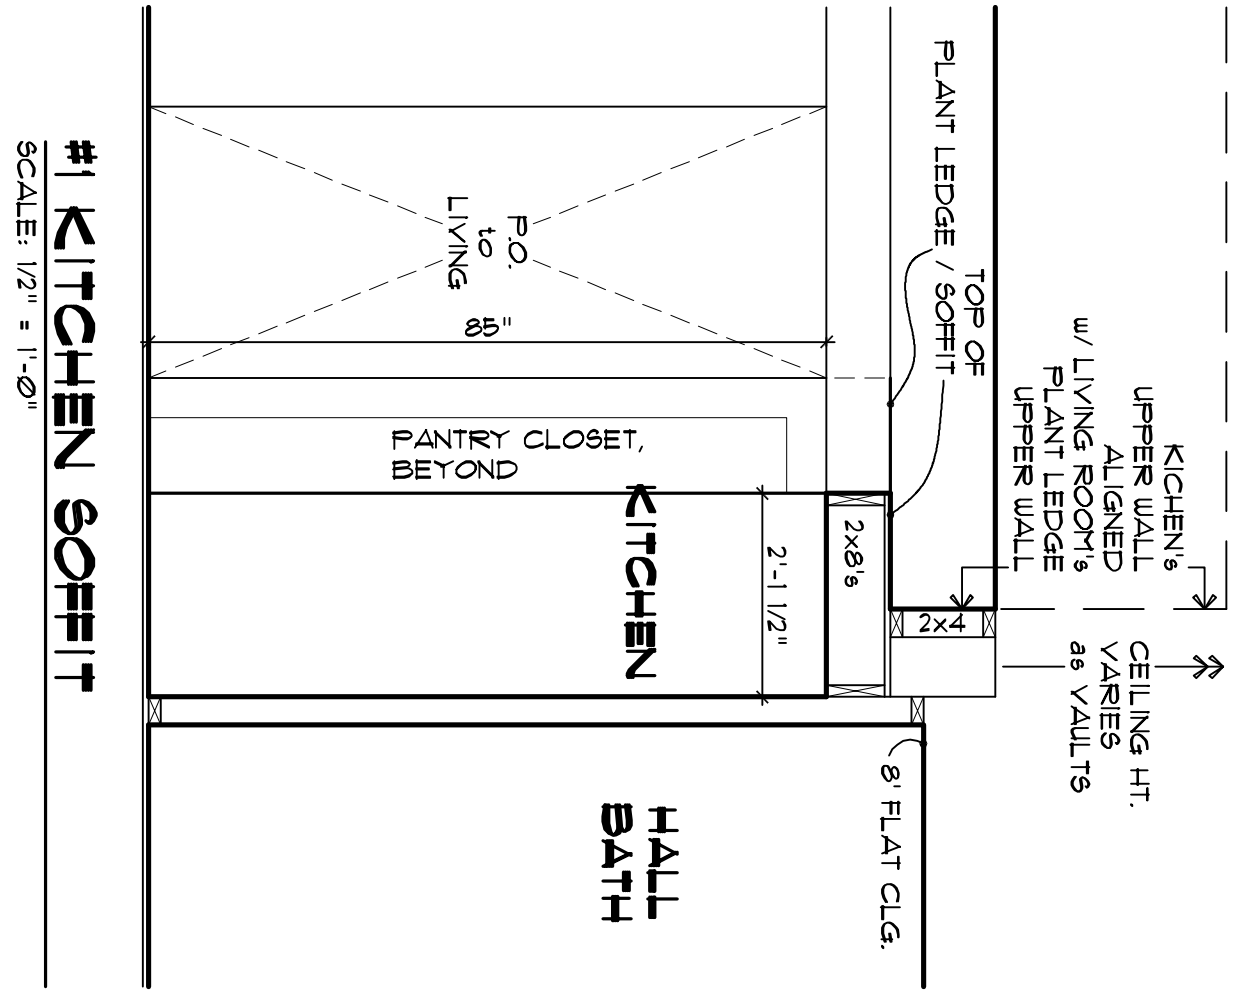 KICHEN's
UPPER WALL
ALIGNED
w/ LIVING ROOM's
PLANT LEDGE
UPPER WALL
CEILING HT.
VARIES
as VAULTS
TOP OF
PLANT LEDGE / SOFFIT
2x4
2x8's
8' FLAT CLG.
2'-1 1/2"
P.O.
to
LIVING
85"
PANTRY CLOSET,
BEYOND
KITCHEN
HALL
BATH
#1 KITCHEN SOFFIT
SCALE: 1/2" = 1'-0"